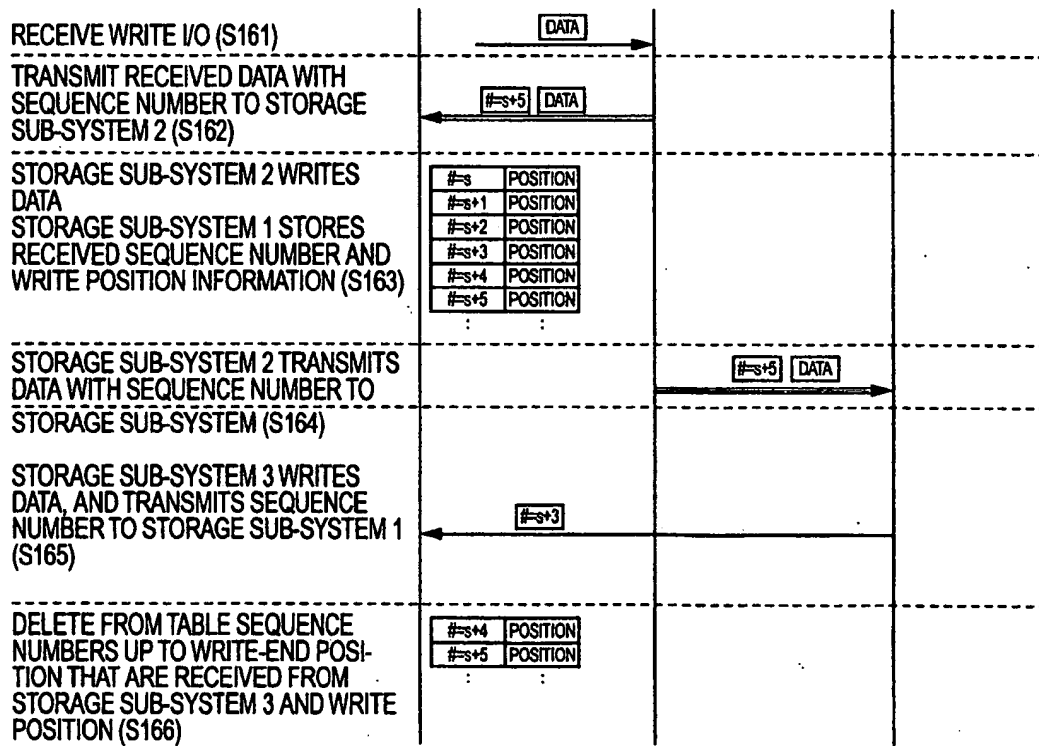 RECEIVE WRITE I/O (S161)
DATA
TRANSMIT RECEIVED DATA WITH
SEQUENCE NUMBER TO STORAGE
SUB-SYSTEM 2 (S162)
#=s+5 DATA
STORAGE SUB-SYSTEM 2 WRITES
DATA
STORAGE SUB-SYSTEM 1 STORES
RECEIVED SEQUENCE NUMBER AND
WRITE POSITION INFORMATION (S163)
#=s POSITION
#=s+1 POSITION
#=s+2 POSITION
#=s+3 POSITION
#=s+4 POSITION
#=s+5 POSITION
: :
STORAGE SUB-SYSTEM 2 TRANSMITS
DATA WITH SEQUENCE NUMBER TO
STORAGE SUB-SYSTEM (S164)
#=s+5 DATA
STORAGE SUB-SYSTEM 3 WRITES
DATA, AND TRANSMITS SEQUENCE
NUMBER TO STORAGE SUB-SYSTEM 1
(S165)
#=s+3
DELETE FROM TABLE SEQUENCE
NUMBERS UP TO WRITE-END POSI-
TION THAT ARE RECEIVED FROM
STORAGE SUB-SYSTEM 3 AND WRITE
POSITION (S166)
#=s+4 POSITION
#=s+5 POSITION
: :